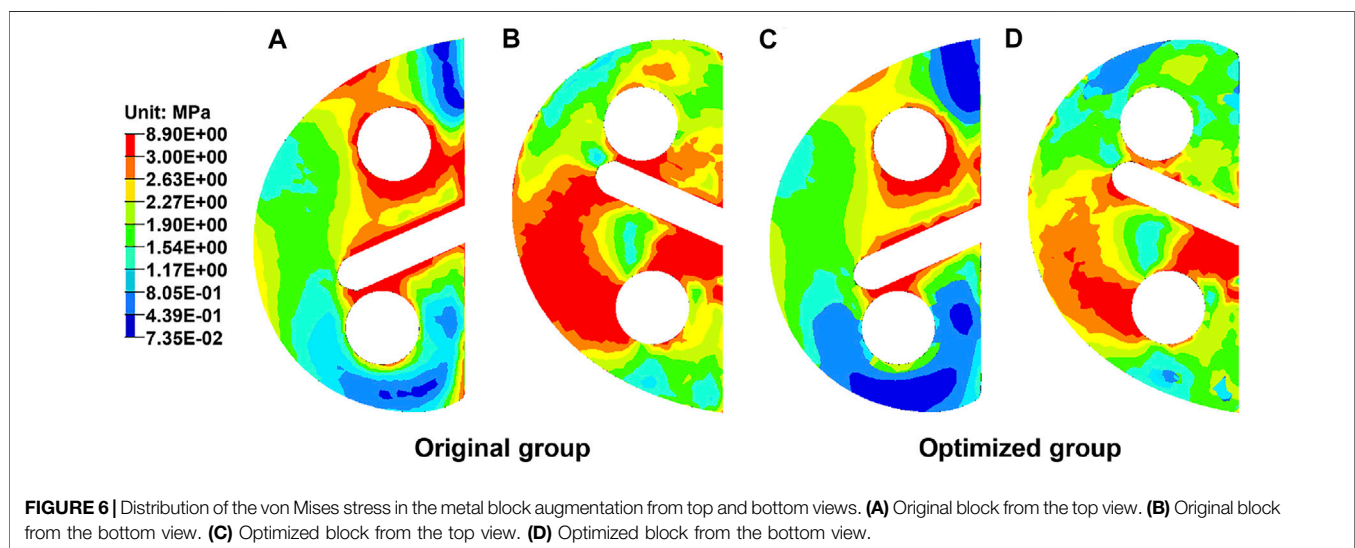 A
B
C
D
Unit: MPa
8.90E+00
3.00E+00
2.63E+00
2.27E+00
1.90E+00
1.54E+00
1.17E+00
8.05E-01
4.39E-01
7.35E-02
Original group
Optimized group
FIGURE 6 | Distribution of the von Mises stress in the metal block augmentation from top and bottom views. (A) Original block from the top view. (B) Original block
from the bottom view. (C) Optimized block from the top view. (D) Optimized block from the bottom view.